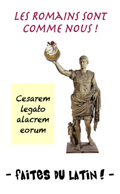 LES ROMAINS SONT
COMME NOUS !
Cesarem
legato
alacrem
eorum
- FAITES DU LATIN ! -